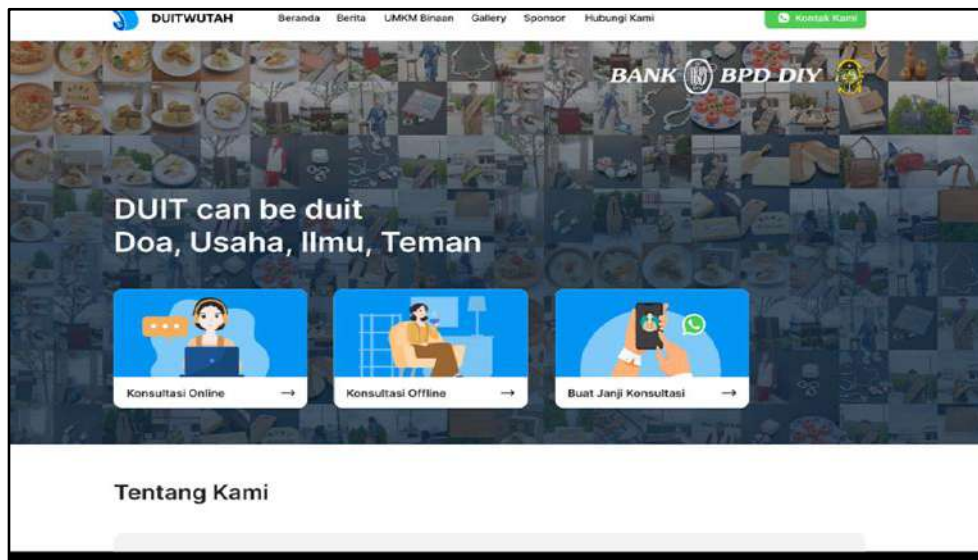 DUITWUTAH
Beranda Berita UMKM Binaan Gallery Sponsor Hubungi Kami
Kontak Kami
BANK BPD DIY
DUIT can be duit
Doa, Usaha, Ilmu, Teman
Konsultasi Online →
Konsultasi Offline →
Buat Janji Konsultasi →
Tentang Kami